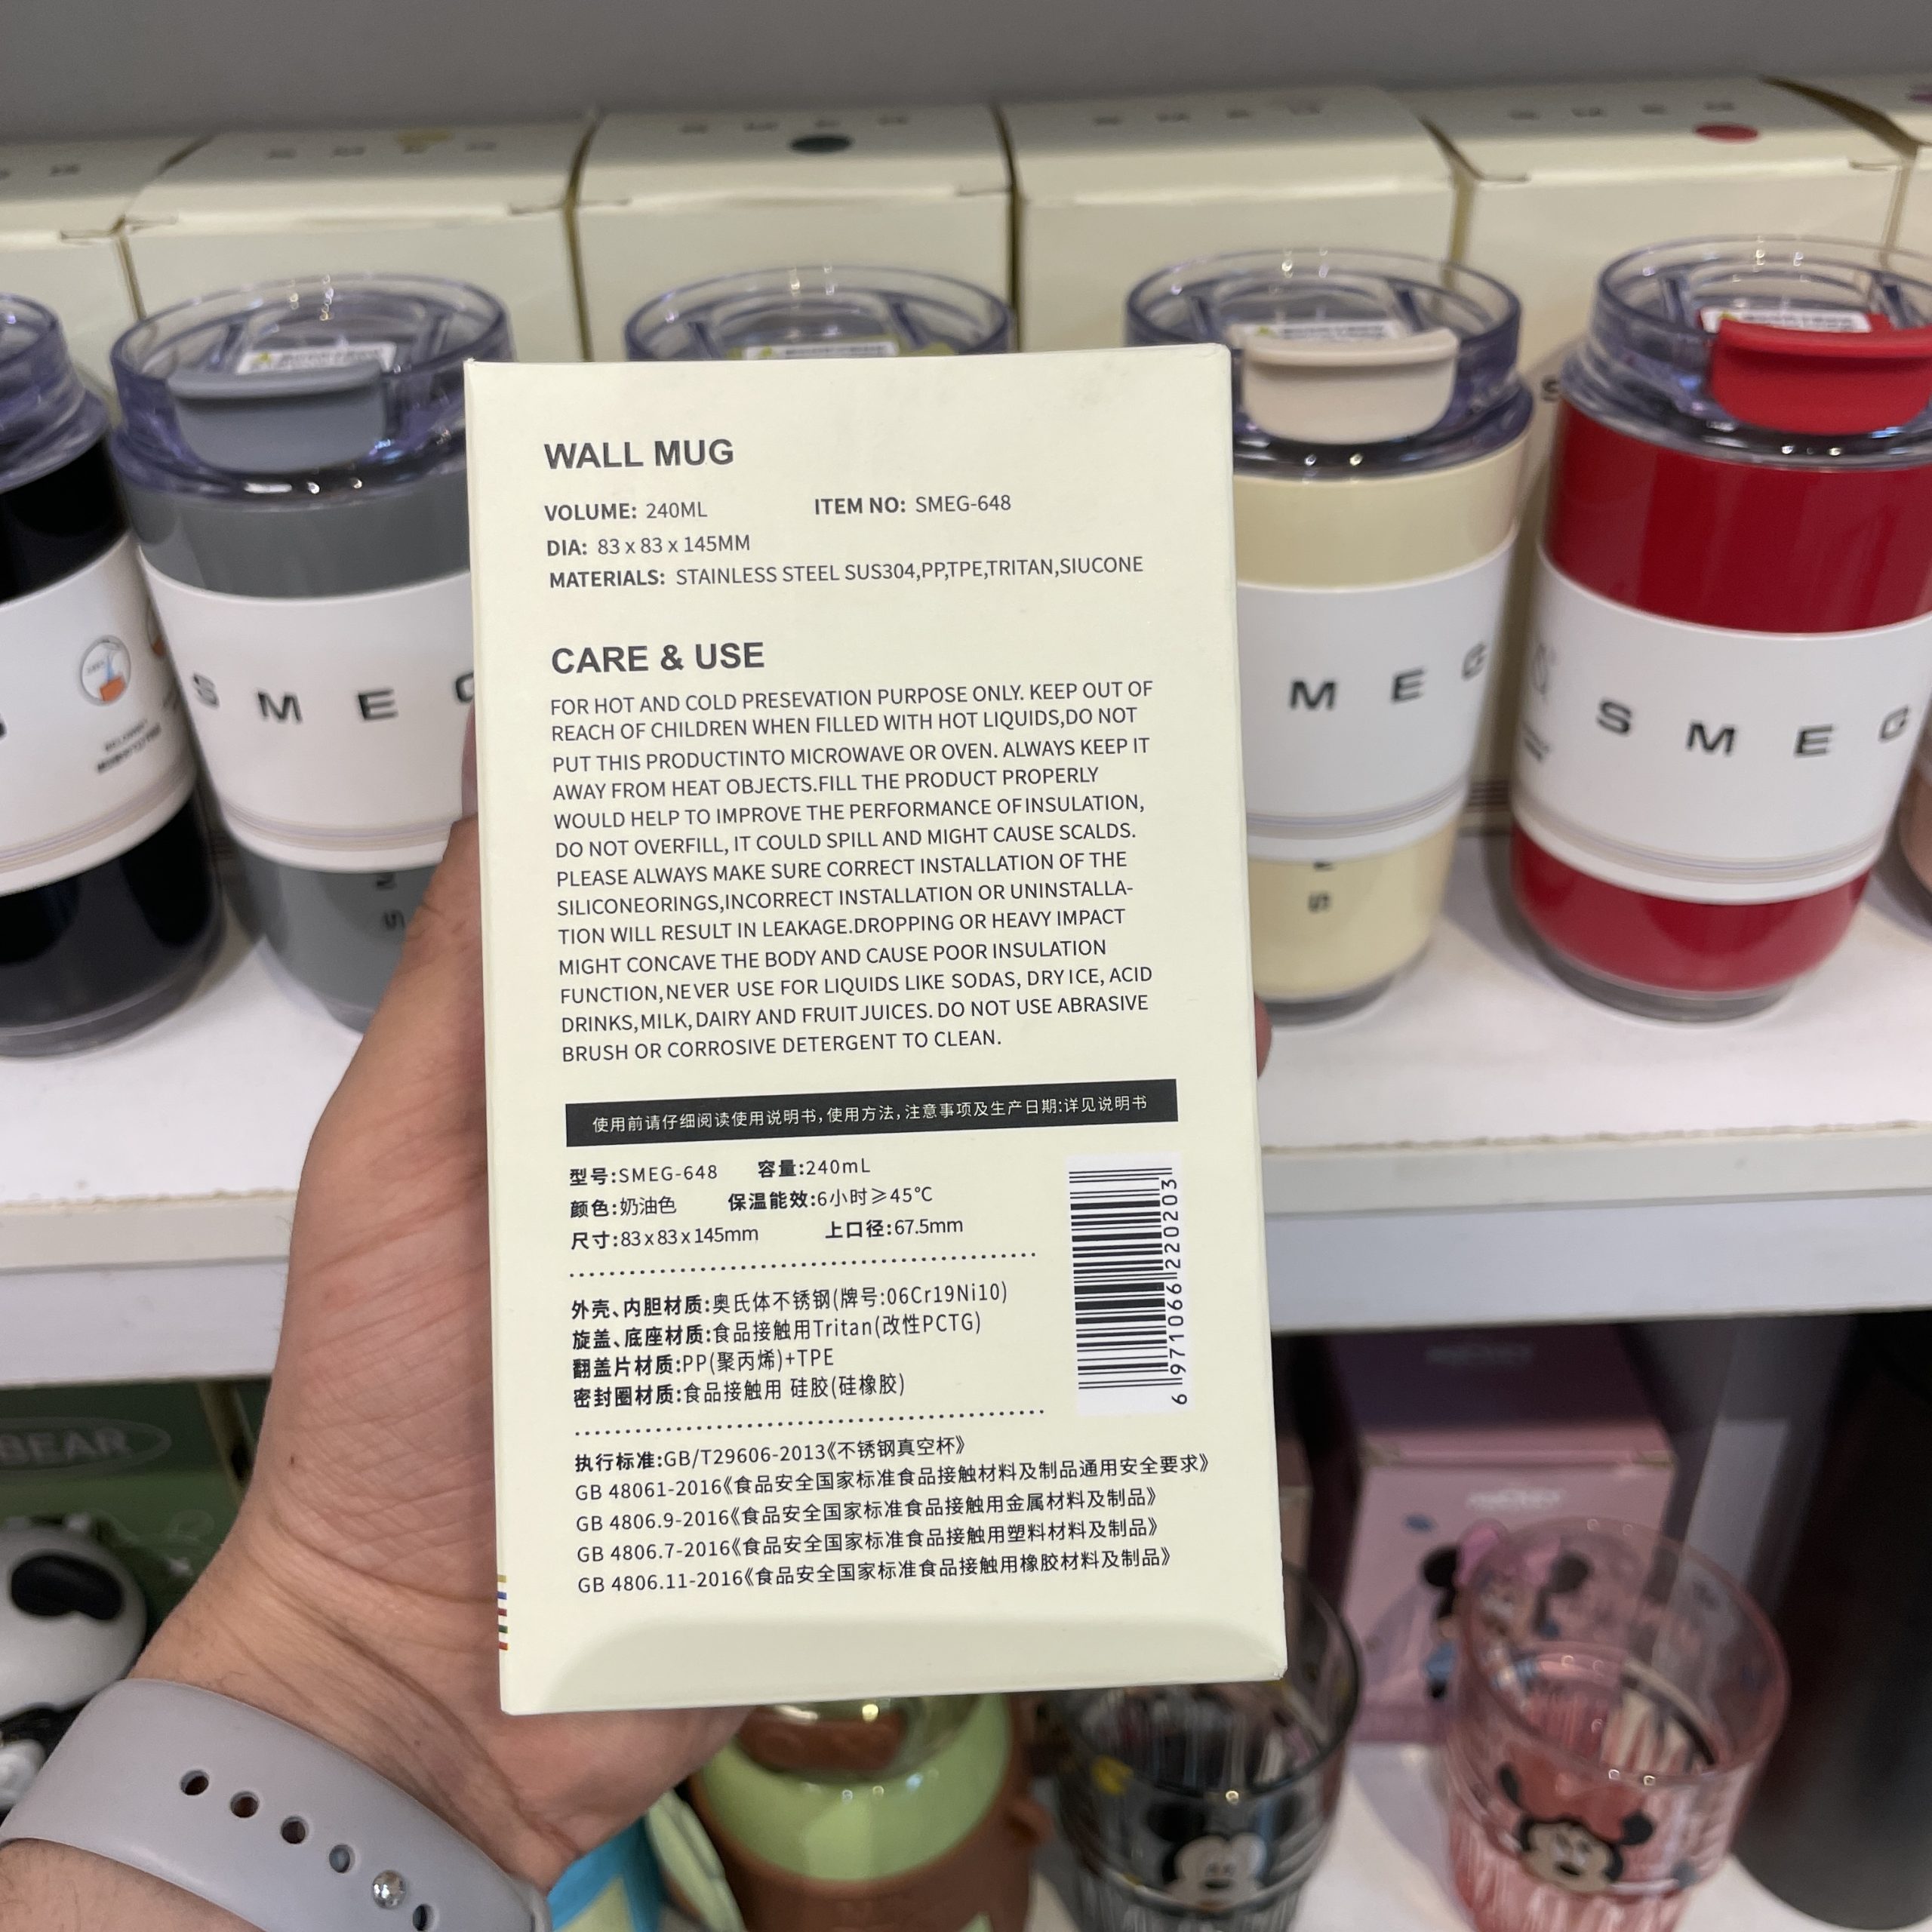 WALL MUG
VOLUME: 240ML ITEM NO: SMEG-648
DIA: 83 x 83 x 145MM
MATERIALS: STAINLESS STEEL SUS304,PP,TPE,TRITAN,SIUCONE
CARE & USE
FOR HOT AND COLD PRESEVATION PURPOSE ONLY. KEEP OUT OF
REACH OF CHILDREN WHEN FILLED WITH HOT LIQUIDS,DO NOT
PUT THIS PRODUCTINTO MICROWAVE OR OVEN. ALWAYS KEEP IT
AWAY FROM HEAT OBJECTS.FILL THE PRODUCT PROPERLY
WOULD HELP TO IMPROVE THE PERFORMANCE OF INSULATION,
DO NOT OVERFILL, IT COULD SPILL AND MIGHT CAUSE SCALDS.
PLEASE ALWAYS MAKE SURE CORRECT INSTALLATION OF THE
SILICONEORINGS,INCORRECT INSTALLATION OR UNINSTALLA-
TION WILL RESULT IN LEAKAGE.DROPPING OR HEAVY IMPACT
MIGHT CONCAVE THE BODY AND CAUSE POOR INSULATION
FUNCTION,NEVER USE FOR LIQUIDS LIKE SODAS, DRY ICE, ACID
DRINKS,MILK,DAIRY AND FRUIT JUICES. DO NOT USE ABRASIVE
BRUSH OR CORROSIVE DETERGENT TO CLEAN.
使用前请仔细阅读使用说明书,使用方法,注意事项及生产日期:详见说明书
型号:SMEG-648 容量:240mL
颜色:奶油色 保温能效:6小时≥45℃
尺寸:83x83x145mm 上口径:67.5mm
外壳、内胆材质:奥氏体不锈钢(牌号:06Cr19Ni10)
旋盖、底座材质:食品接触用Tritan(改性PCTG)
翻盖片材质:PP(聚丙烯)+TPE
密封圈材质:食品接触用 硅胶(硅橡胶)
6 971066 220203
执行标准:GB/T29606-2013《不锈钢真空杯》
GB 48061-2016《食品安全国家标准食品接触材料及制品通用安全要求》
GB 4806.9-2016《食品安全国家标准食品接触用金属材料及制品》
GB 4806.7-2016《食品安全国家标准食品接触用塑料材料及制品》
GB 4806.11-2016《食品安全国家标准食品接触用橡胶材料及制品》
SMEG
MEG
SMEG
BEAR